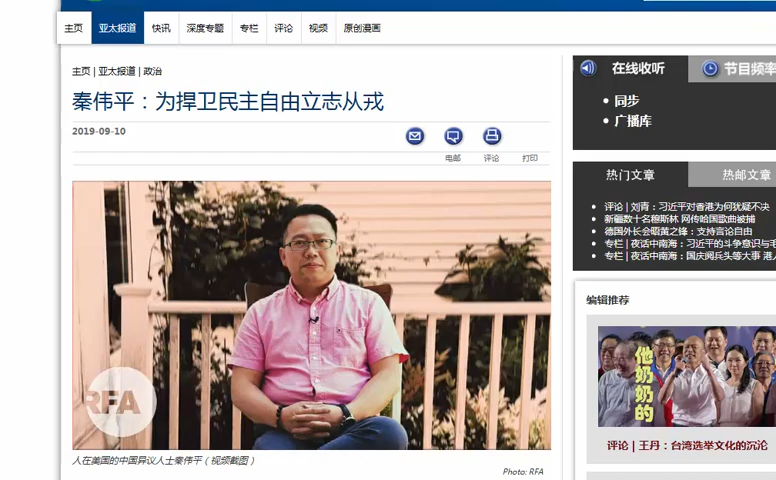 主页 亚太报道 快讯 深度专题 专栏 评论 视频 原创漫画
主页 | 亚太报道 | 政治
秦伟平：为捍卫民主自由立志从戎
2019-09-10
电邮 评论 打印
RFA
人在美国的中国异议人士秦伟平（视频截图）
Photo: RFA
在线收听 节目频率
同步
广播库
热门文章 热邮文章
评论 | 刘青：习近平对香港为何犹疑不决
新疆数十名穆斯林 网传哈国歌曲被捕
德国外长会晤黄之锋：支持言论自由
专栏 | 夜话中南海：习近平的斗争意识与毛
专栏 | 夜话中南海：国庆阅兵头等大事 港人
编辑推荐
他奶奶的
评论 | 王丹：台湾选举文化的沉沦